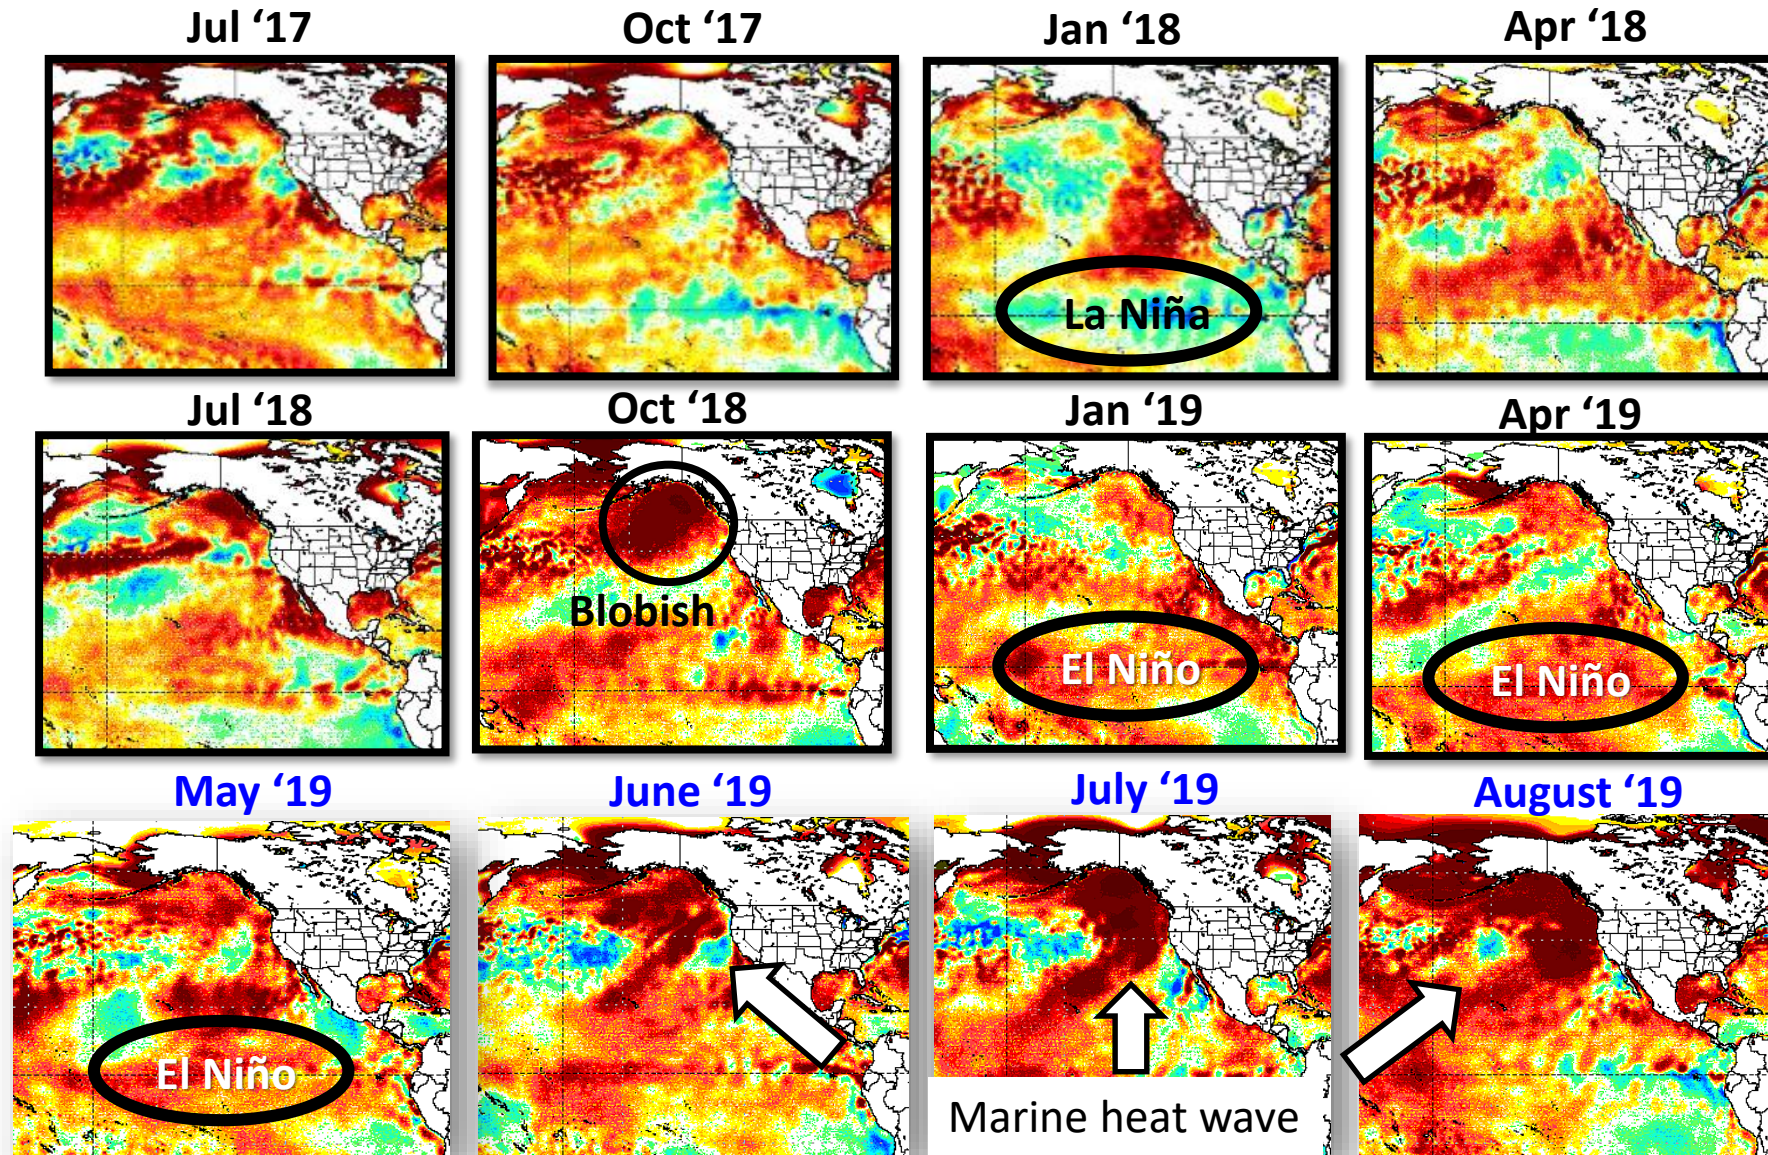 Jul ‘17
Oct ‘17
Jan ‘18
Apr ‘18
La Niña
Jul ‘18
Oct ‘18
Jan ‘19
Apr ‘19
Blobish
El Niño
El Niño
May ‘19
June ‘19
July ‘19
August ‘19
El Niño
Marine heat wave